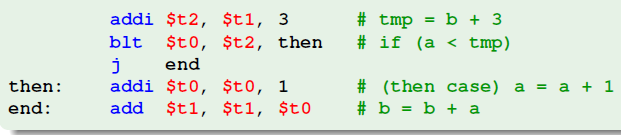 addi $t2, $t1, 3 # tmp = b + 3
blt $t0, $t2, then # if (a < tmp)
j end
then: addi $t0, $t0, 1 # (then case) a = a + 1
end: add $t1, $t1, $t0 # b = b + a